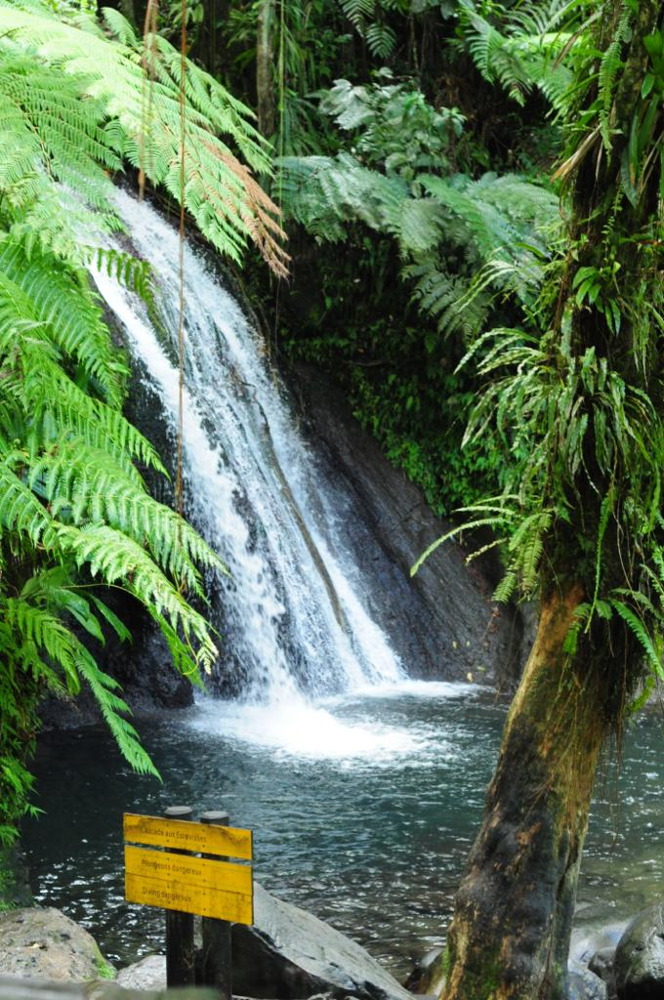 Cascade aux Ecrevisses
Plongeons dangereux
Diving dangerous